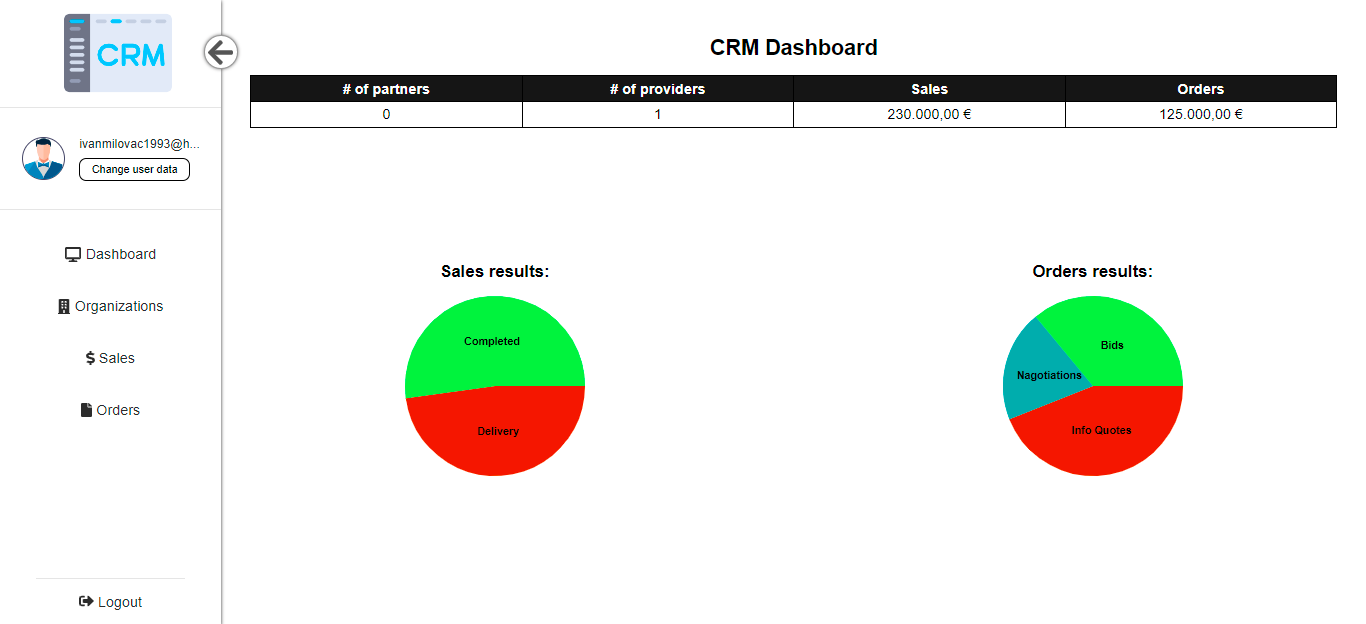 CRM
ivanmilovac1993@h...
Change user data
Dashboard
Organizations
Sales
Orders
Logout
CRM Dashboard
# of partners # of providers Sales Orders
0 1 230.000,00 € 125.000,00 €
Sales results:
Completed
Delivery
Orders results:
Bids
Nagotiations
Info Quotes